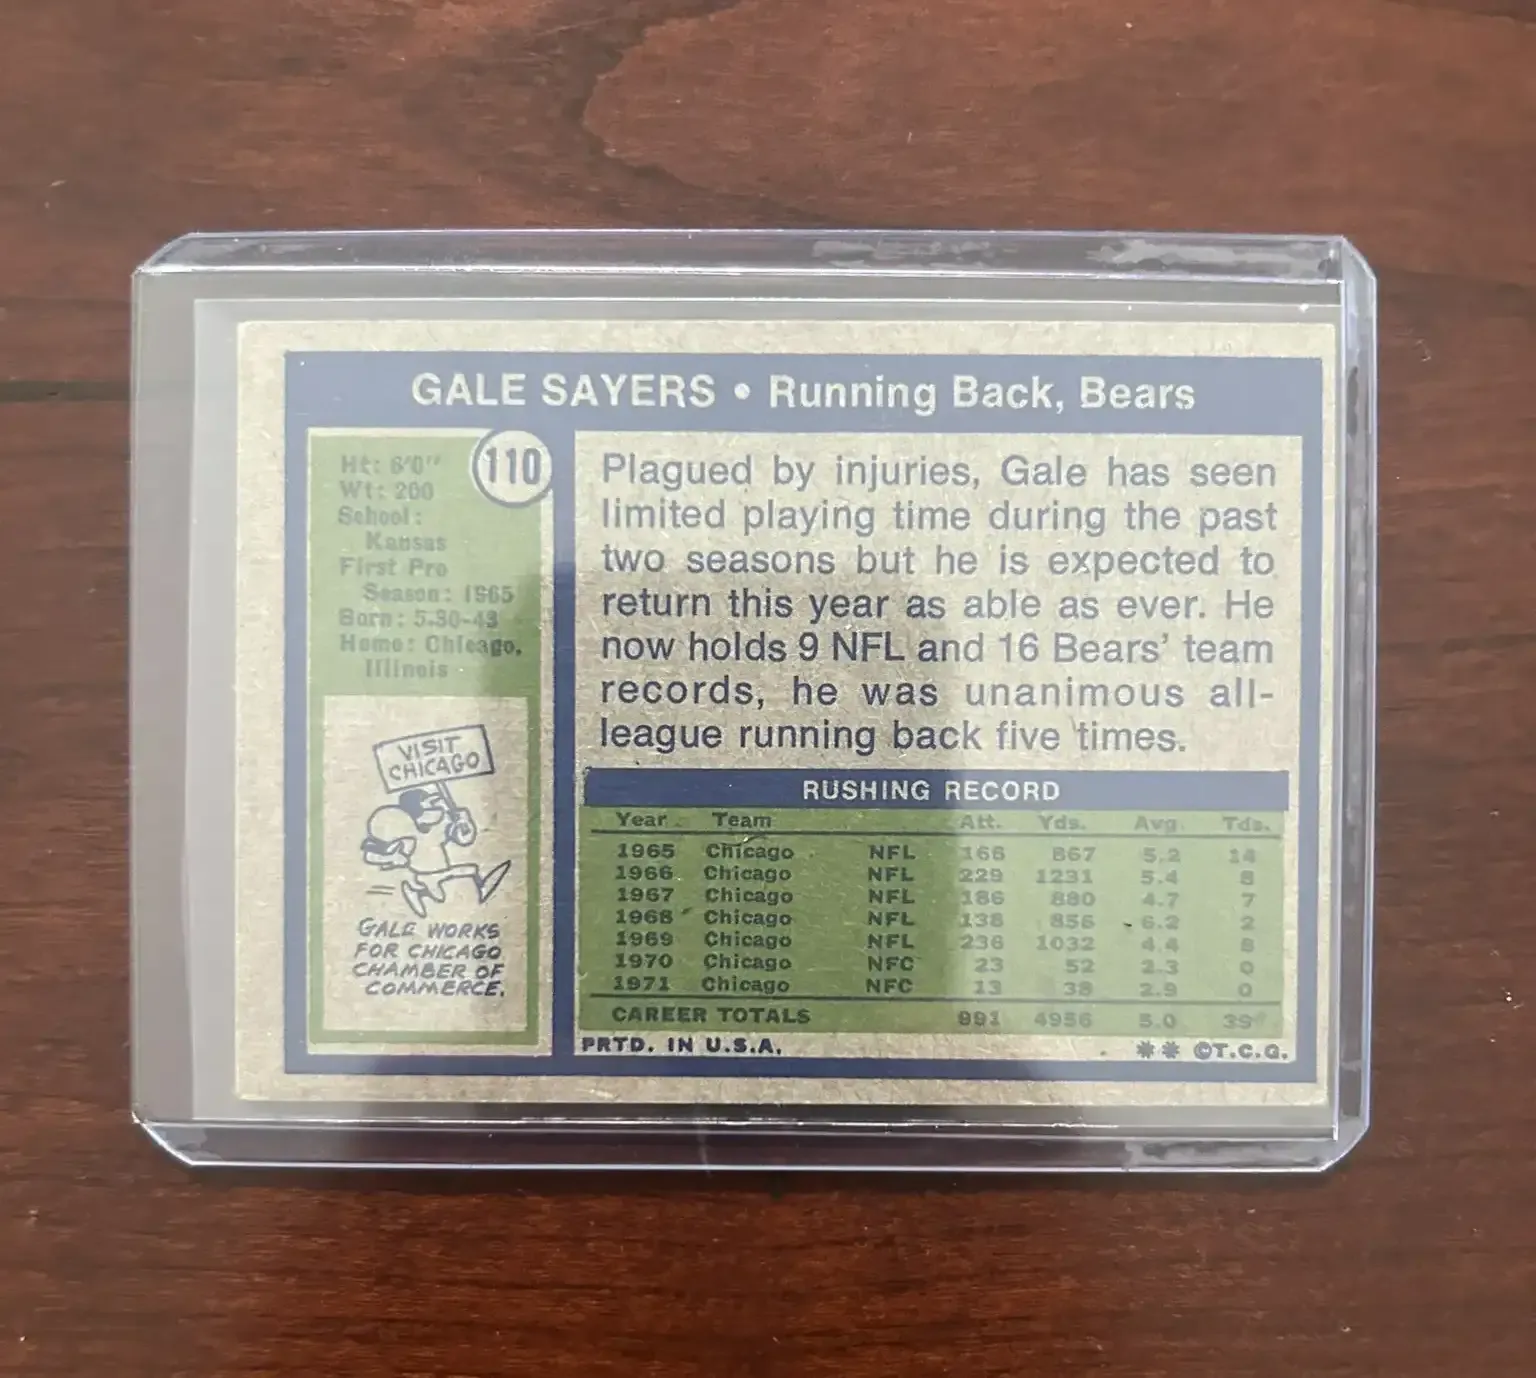 GALE SAYERS • Running Back, Bears
110
Ht: 6'0"
Wt: 200
School:
Kansas
First Pro
Season: 1965
Born: 5-30-43
Home: Chicago,
Illinois
VISIT
CHICAGO
GALE WORKS
FOR CHICAGO
CHAMBER OF
COMMERCE.
Plagued by injuries, Gale has seen
limited playing time during the past
two seasons but he is expected to
return this year as able as ever. He
now holds 9 NFL and 16 Bears' team
records, he was unanimous all-
league running back five times.
RUSHING RECORD
Year Team Att. Yds. Avg. Tds.
1965 Chicago NFL 166 867 5.2 14
1966 Chicago NFL 229 1231 5.4 8
1967 Chicago NFL 186 880 4.7 7
1968 Chicago NFL 138 856 6.2 2
1969 Chicago NFL 236 1032 4.4 8
1970 Chicago NFC 23 52 2.3 0
1971 Chicago NFC 13 38 2.9 0
CAREER TOTALS 991 4956 5.0 39
PRTD. IN U.S.A. ** ©T.C.G.